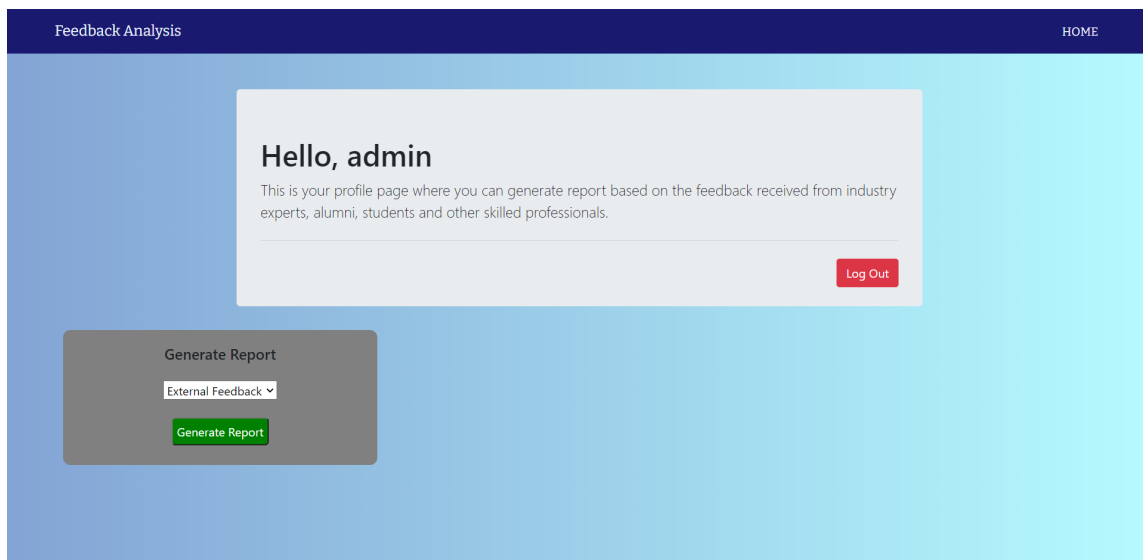 Feedback Analysis
HOME
Hello, admin
This is your profile page where you can generate report based on the feedback received from industry
experts, alumni, students and other skilled professionals.
Log Out
Generate Report
External Feedback
Generate Report